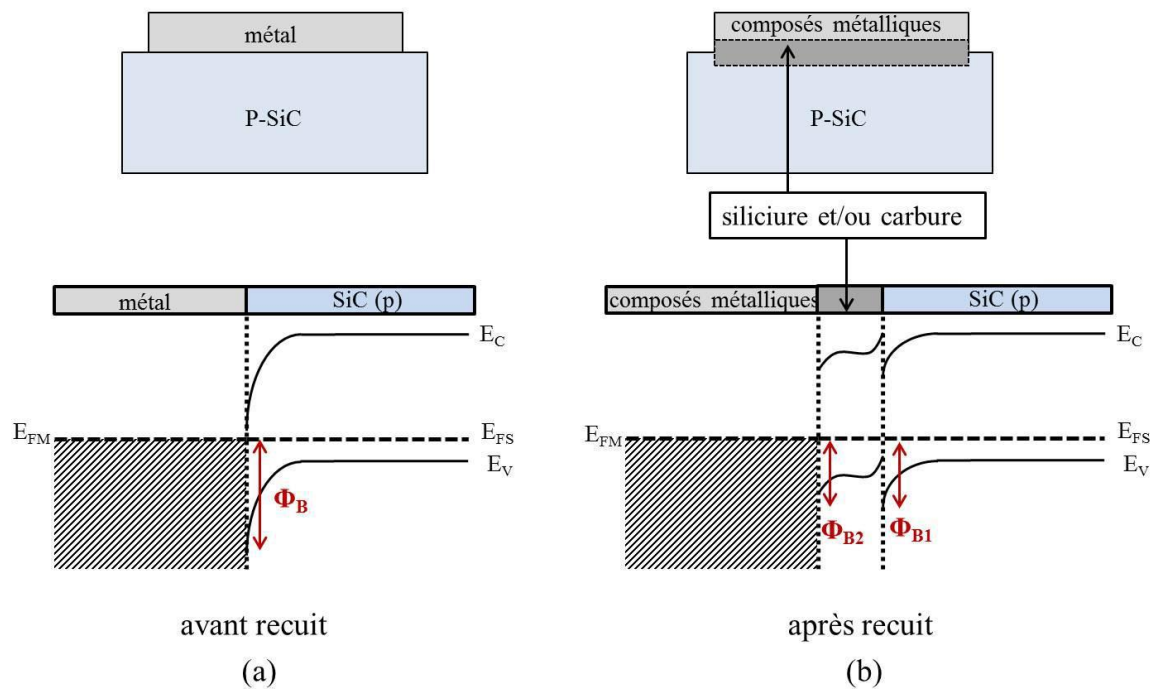 métal
P-SiC
métal
SiC (p)
E_C
E_FM
E_FS
E_V
Φ_B
avant recuit
(a)
composés métalliques
P-SiC
siliciure et/ou carbure
composés métalliques
SiC (p)
E_C
E_FM
E_FS
E_V
Φ_B2
Φ_B1
après recuit
(b)